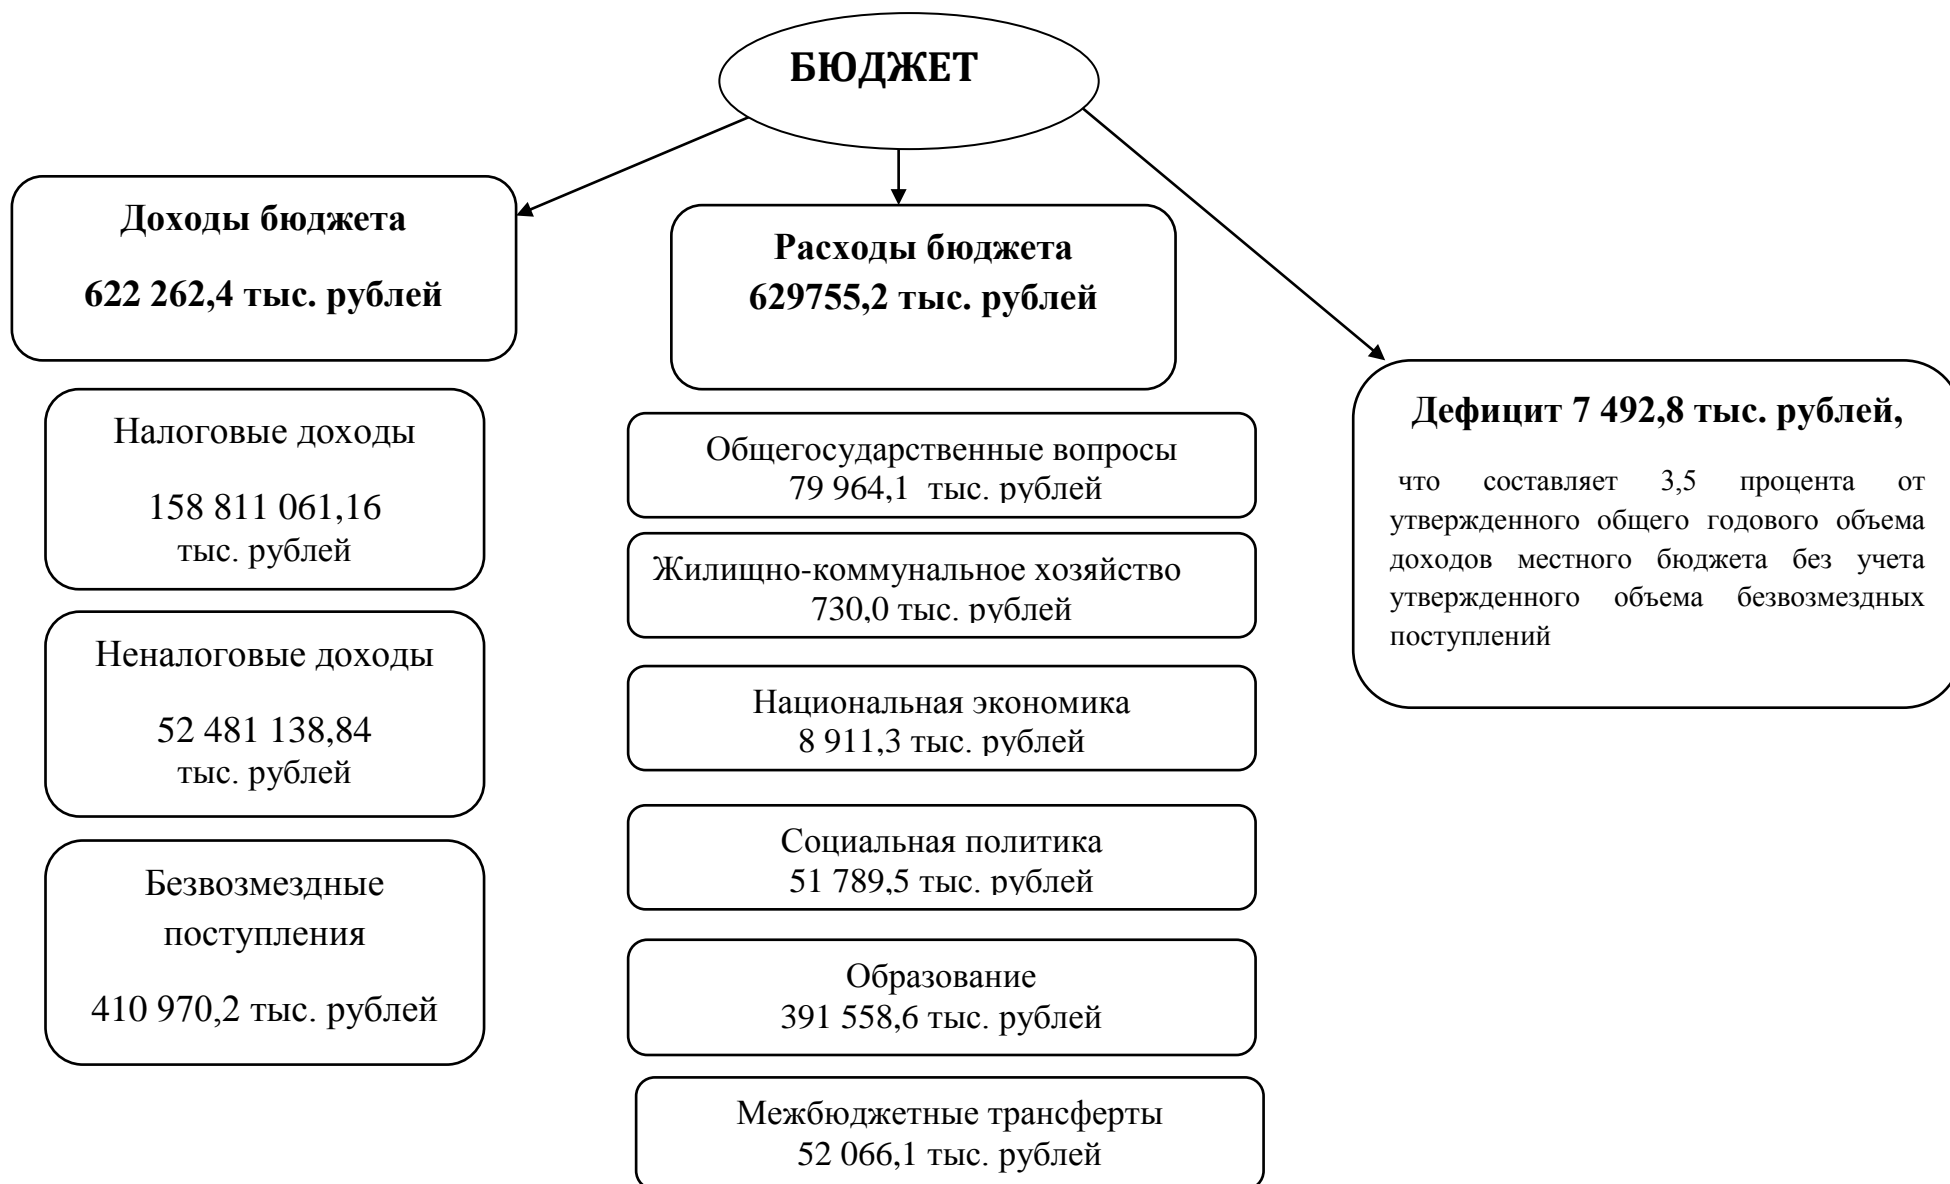 БЮДЖЕТ
Доходы бюджета
622 262,4 тыс. рублей
Налоговые доходы
158 811 061,16
тыс. рублей
Неналоговые доходы
52 481 138,84
тыс. рублей
Безвозмездные
поступления
410 970,2 тыс. рублей
Расходы бюджета
629755,2 тыс. рублей
Общегосударственные вопросы
79 964,1 тыс. рублей
Жилищно-коммунальное хозяйство
730,0 тыс. рублей
Национальная экономика
8 911,3 тыс. рублей
Социальная политика
51 789,5 тыс. рублей
Образование
391 558,6 тыс. рублей
Межбюджетные трансферты
52 066,1 тыс. рублей
Дефицит 7 492,8 тыс. рублей,
что составляет 3,5 процента от
утвержденного общего годового объема
доходов местного бюджета без учета
утвержденного объема безвозмездных
поступлений